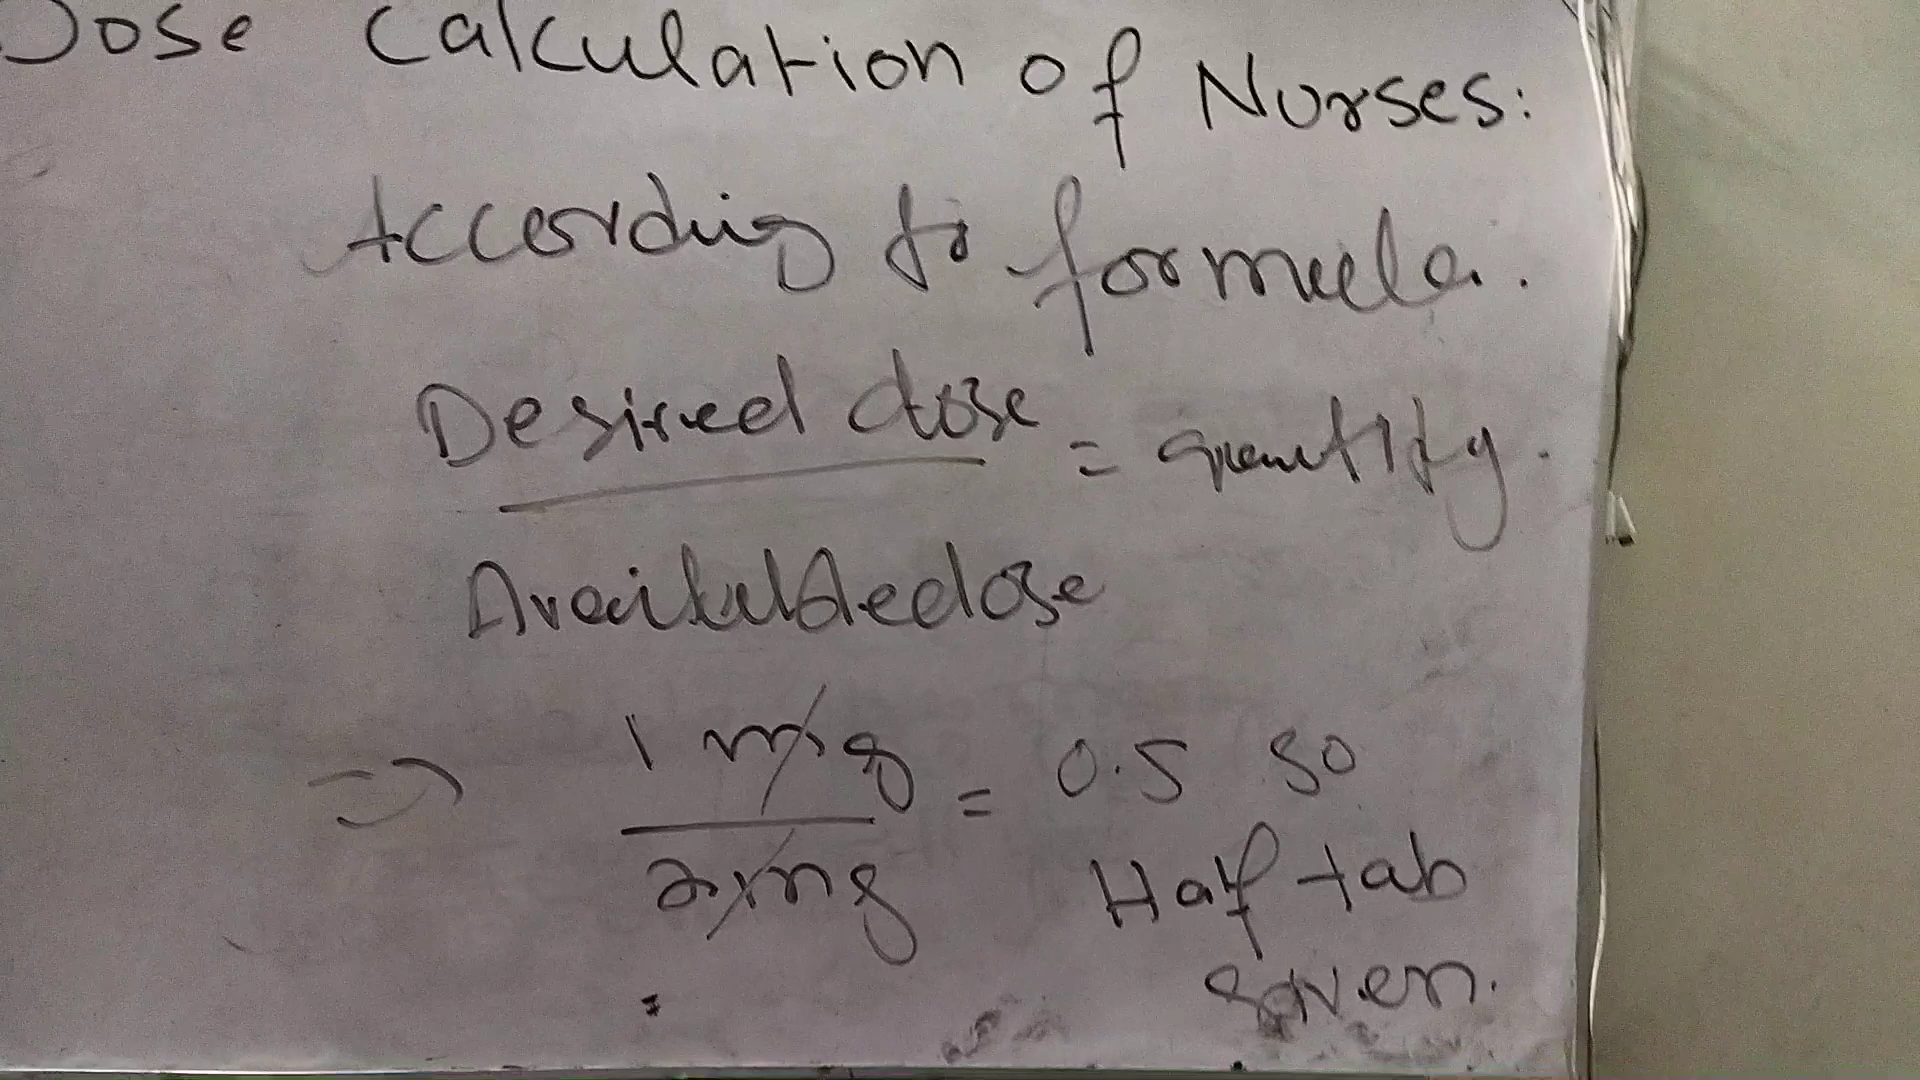 Dose Calculation of Nurses:
According to formula.
Desired dose = quantity.
Available dose
=> 1 mg = 0.5 so
2 mg Half tab
given.